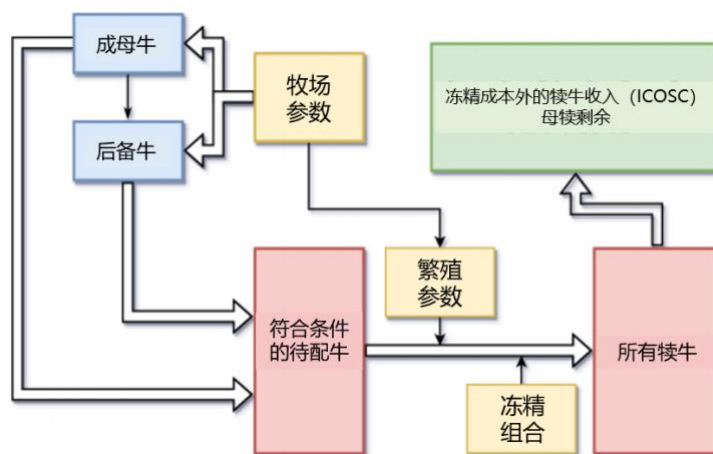 成母牛
后备牛
牧场
参数
冻精成本外的犊牛收入（ICOSC）
母犊剩余
繁殖
参数
符合条件
的待配牛
所有犊牛
冻精
组合